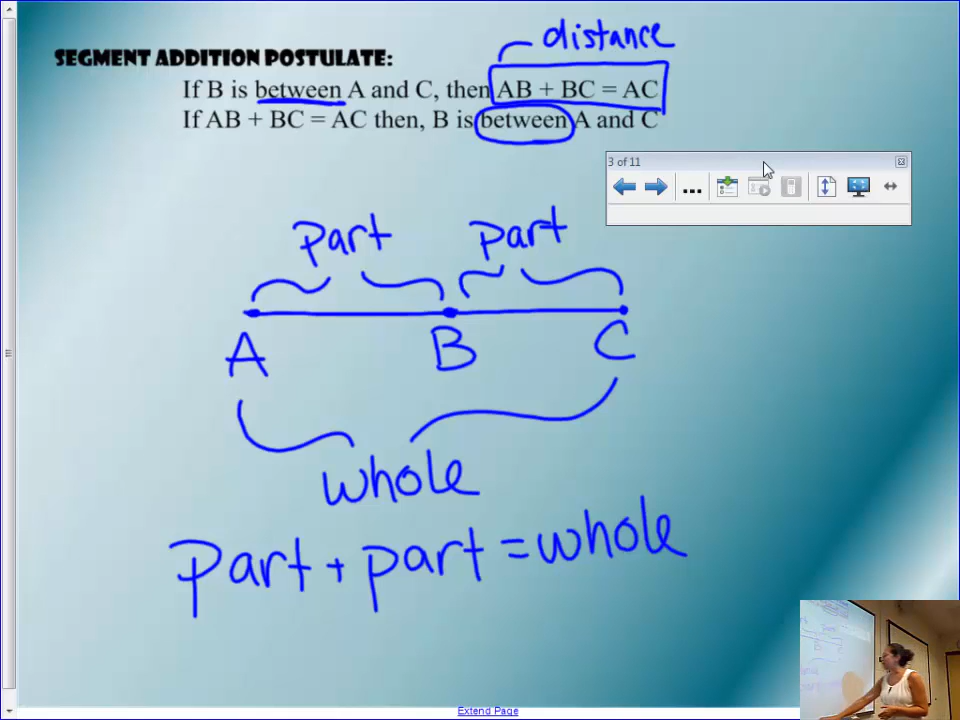 distance
SEGMENT ADDITION POSTULATE:
If B is between A and C, then AB + BC = AC
If AB + BC = AC then, B is between A and C
3 of 11
...
part part
A B C
whole
part + part = whole
Extend Page